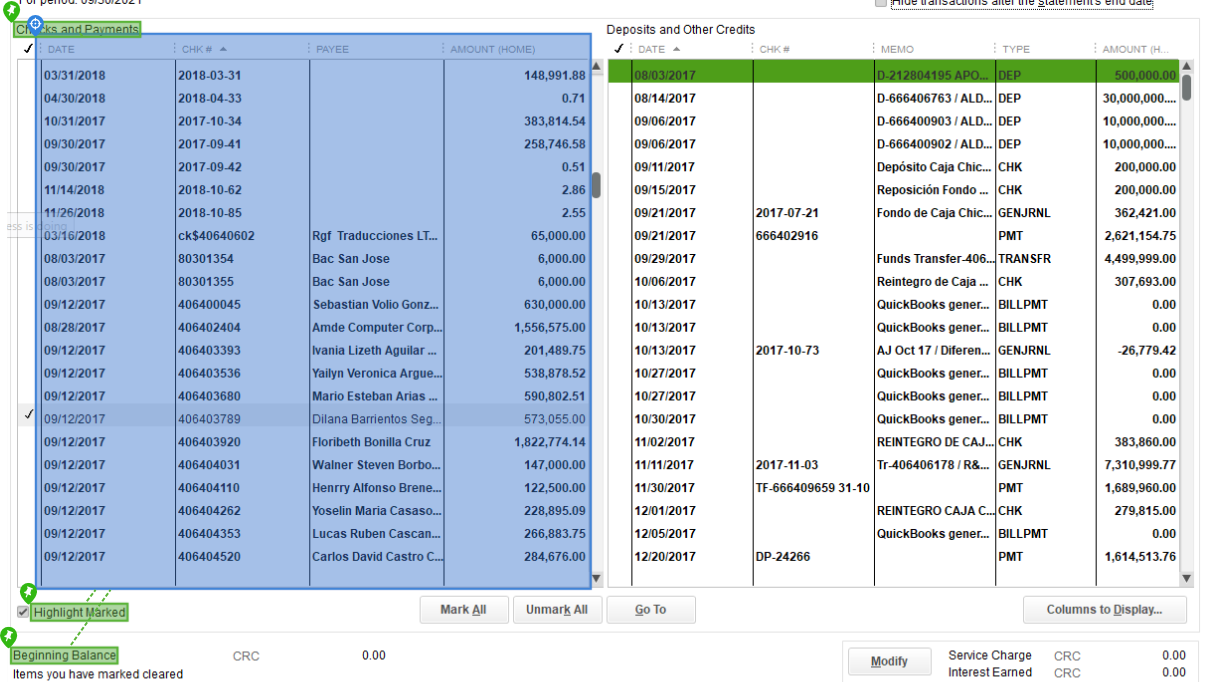 For period: 09/30/2021
Hide transactions after the statement's end date
Checks and Payments
DATE CHK # PAYEE AMOUNT (HOME)
03/31/2018 2018-03-31 148,991.88
04/30/2018 2018-04-33 0.71
10/31/2017 2017-10-34 383,814.54
09/30/2017 2017-09-41 258,746.58
09/30/2017 2017-09-42 0.51
11/14/2018 2018-10-62 2.86
11/26/2018 2018-10-85 2.55
ess is doing
03/16/2018 ck$40640602 Rgf Traducciones LT... 65,000.00
08/03/2017 80301354 Bac San Jose 6,000.00
08/03/2017 80301355 Bac San Jose 6,000.00
09/12/2017 406400045 Sebastian Volio Gonz... 630,000.00
08/28/2017 406402404 Amde Computer Corp... 1,556,575.00
09/12/2017 406403393 Ivania Lizeth Aguilar ... 201,489.75
09/12/2017 406403536 Yailyn Veronica Argue... 538,878.52
09/12/2017 406403680 Mario Esteban Arias ... 590,802.51
09/12/2017 406403789 Dilana Barrientos Seg... 573,055.00
09/12/2017 406403920 Floribeth Bonilla Cruz 1,822,774.14
09/12/2017 406404031 Walner Steven Borbo... 147,000.00
09/12/2017 406404110 Henrry Alfonso Brene... 122,500.00
09/12/2017 406404262 Yoselin Maria Casaso... 228,895.09
09/12/2017 406404353 Lucas Ruben Cascan... 266,883.75
09/12/2017 406404520 Carlos David Castro C... 284,676.00
Deposits and Other Credits
DATE CHK # MEMO TYPE AMOUNT (H...
08/03/2017 D-212804195 APO... DEP 500,000.00
08/14/2017 D-666406763 / ALD... DEP 30,000,000....
09/06/2017 D-666400903 / ALD... DEP 10,000,000....
09/06/2017 D-666400902 / ALD... DEP 10,000,000....
09/11/2017 Depósito Caja Chic... CHK 200,000.00
09/15/2017 Reposición Fondo ... CHK 200,000.00
09/21/2017 2017-07-21 Fondo de Caja Chic... GENJRNL 362,421.00
09/21/2017 666402916 PMT 2,621,154.75
09/29/2017 Funds Transfer-406... TRANSFR 4,499,999.00
10/06/2017 Reintegro de Caja ... CHK 307,693.00
10/13/2017 QuickBooks gener... BILLPMT 0.00
10/13/2017 QuickBooks gener... BILLPMT 0.00
10/13/2017 2017-10-73 AJ Oct 17 / Diferen... GENJRNL -26,779.42
10/27/2017 QuickBooks gener... BILLPMT 0.00
10/27/2017 QuickBooks gener... BILLPMT 0.00
10/30/2017 QuickBooks gener... BILLPMT 0.00
11/02/2017 REINTEGRO DE CAJ... CHK 383,860.00
11/11/2017 2017-11-03 Tr-406406178 / R&... GENJRNL 7,310,999.77
11/30/2017 TF-666409659 31-10 PMT 1,689,960.00
12/01/2017 REINTEGRO CAJA C... CHK 279,815.00
12/05/2017 QuickBooks gener... BILLPMT 0.00
12/20/2017 DP-24266 PMT 1,614,513.76
Highlight Marked
Mark All Unmark All Go To Columns to Display...
Beginning Balance CRC 0.00
Items you have marked cleared
Modify
Service Charge CRC 0.00
Interest Earned CRC 0.00